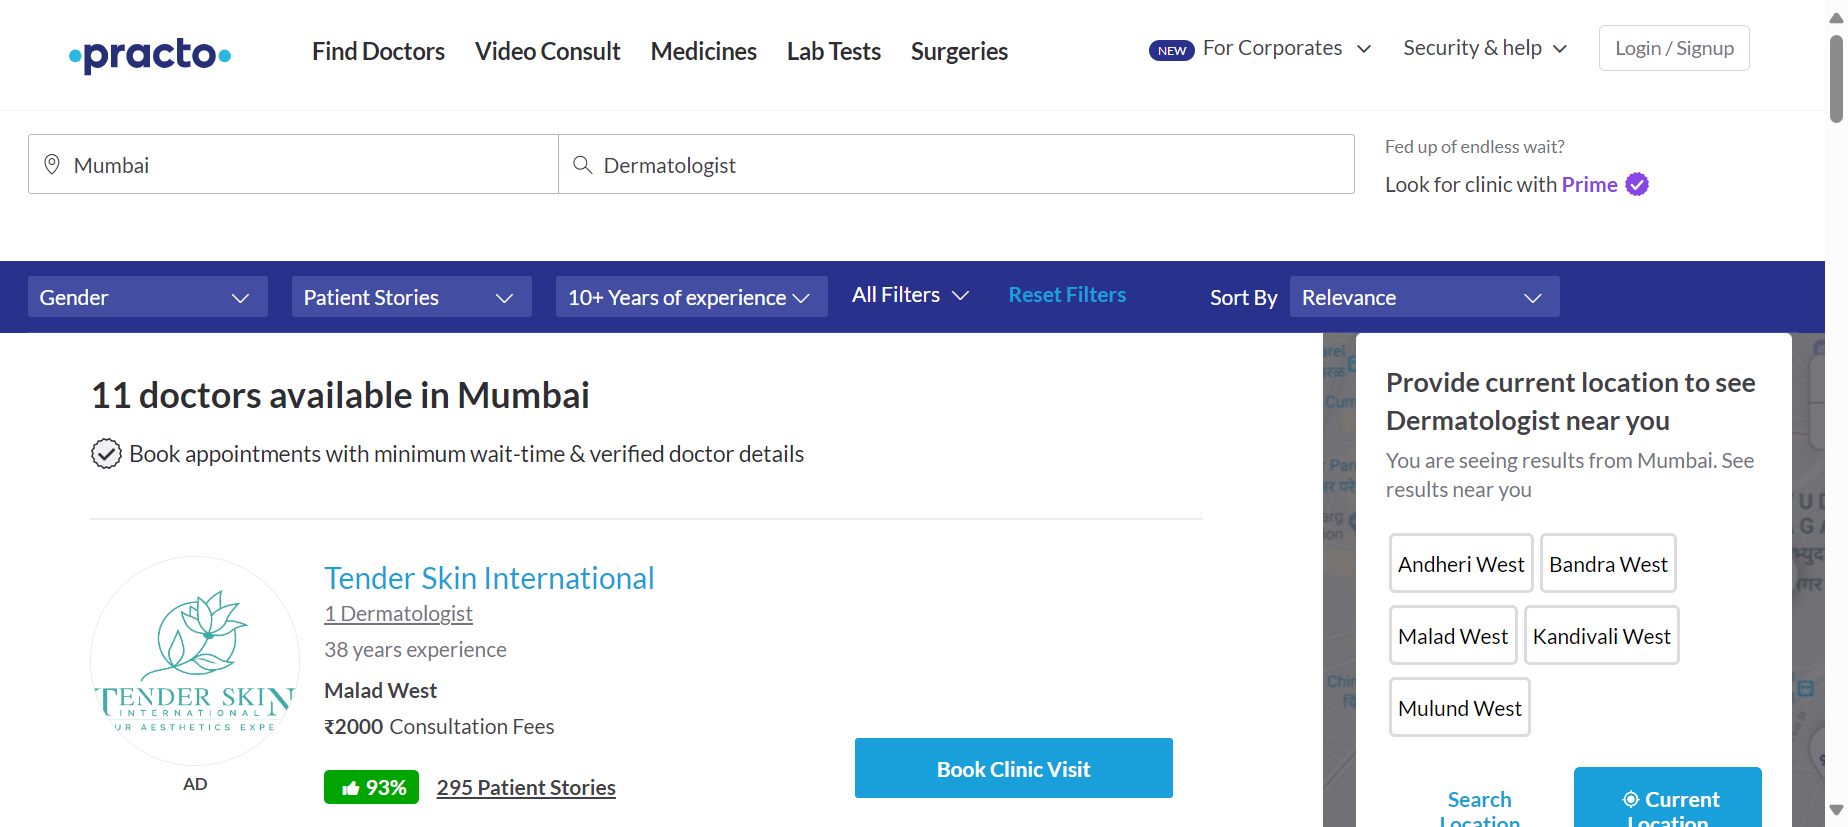 practo
Find Doctors
Video Consult
Medicines
Lab Tests
Surgeries
NEW For Corporates
Security & help
Login / Signup
Mumbai
Dermatologist
Fed up of endless wait?
Look for clinic with Prime
Gender
Patient Stories
10+ Years of experience
All Filters
Reset Filters
Sort By
Relevance
11 doctors available in Mumbai
Book appointments with minimum wait-time & verified doctor details
TENDER SKIN
INTERNATIONAL
UR AESTHETICS EXPE
AD
Tender Skin International
1 Dermatologist
38 years experience
Malad West
₹2000 Consultation Fees
93%
295 Patient Stories
Book Clinic Visit
Provide current location to see
Dermatologist near you
You are seeing results from Mumbai. See
results near you
Andheri West
Bandra West
Malad West
Kandivali West
Mulund West
Search
Location
Current
Location